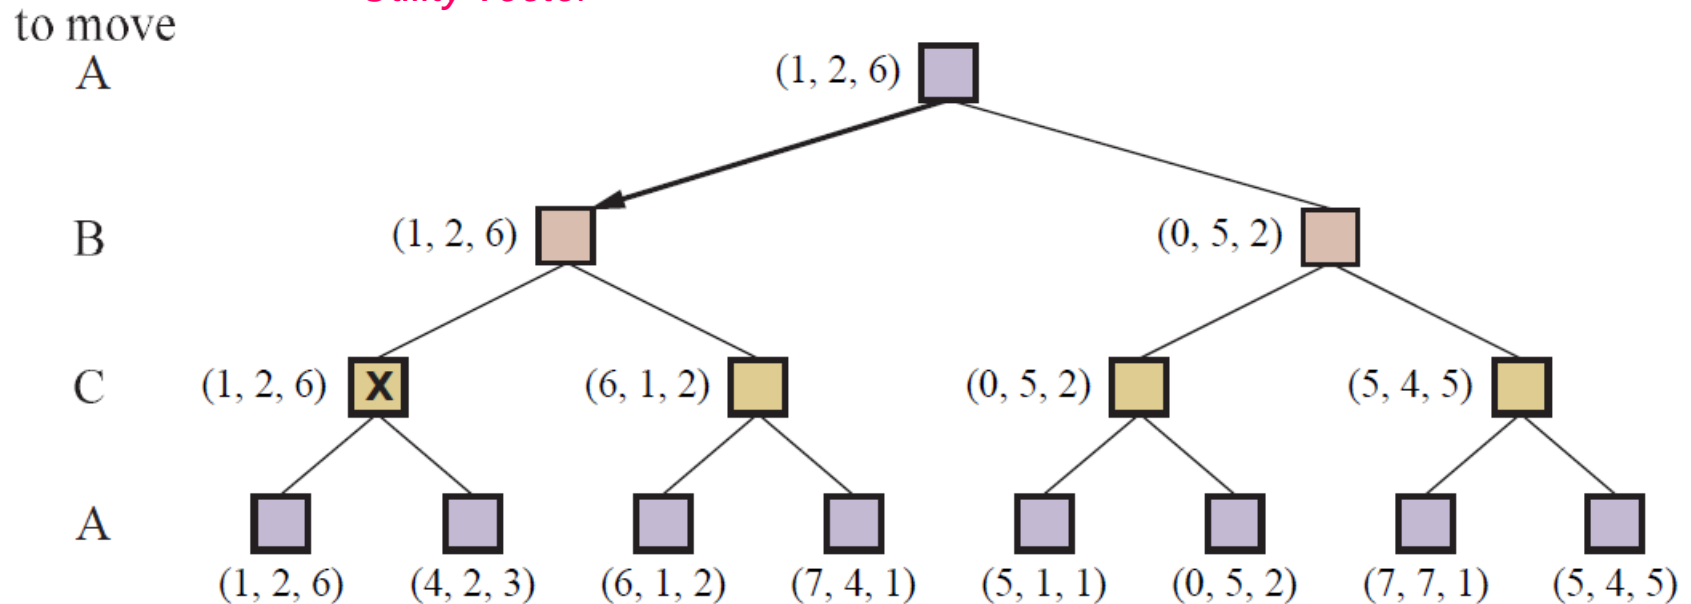 to move
A
(1, 2, 6)
B
(1, 2, 6)
(0, 5, 2)
C
(1, 2, 6)
X
(6, 1, 2)
(0, 5, 2)
(5, 4, 5)
A
(1, 2, 6)
(4, 2, 3)
(6, 1, 2)
(7, 4, 1)
(5, 1, 1)
(0, 5, 2)
(7, 7, 1)
(5, 4, 5)